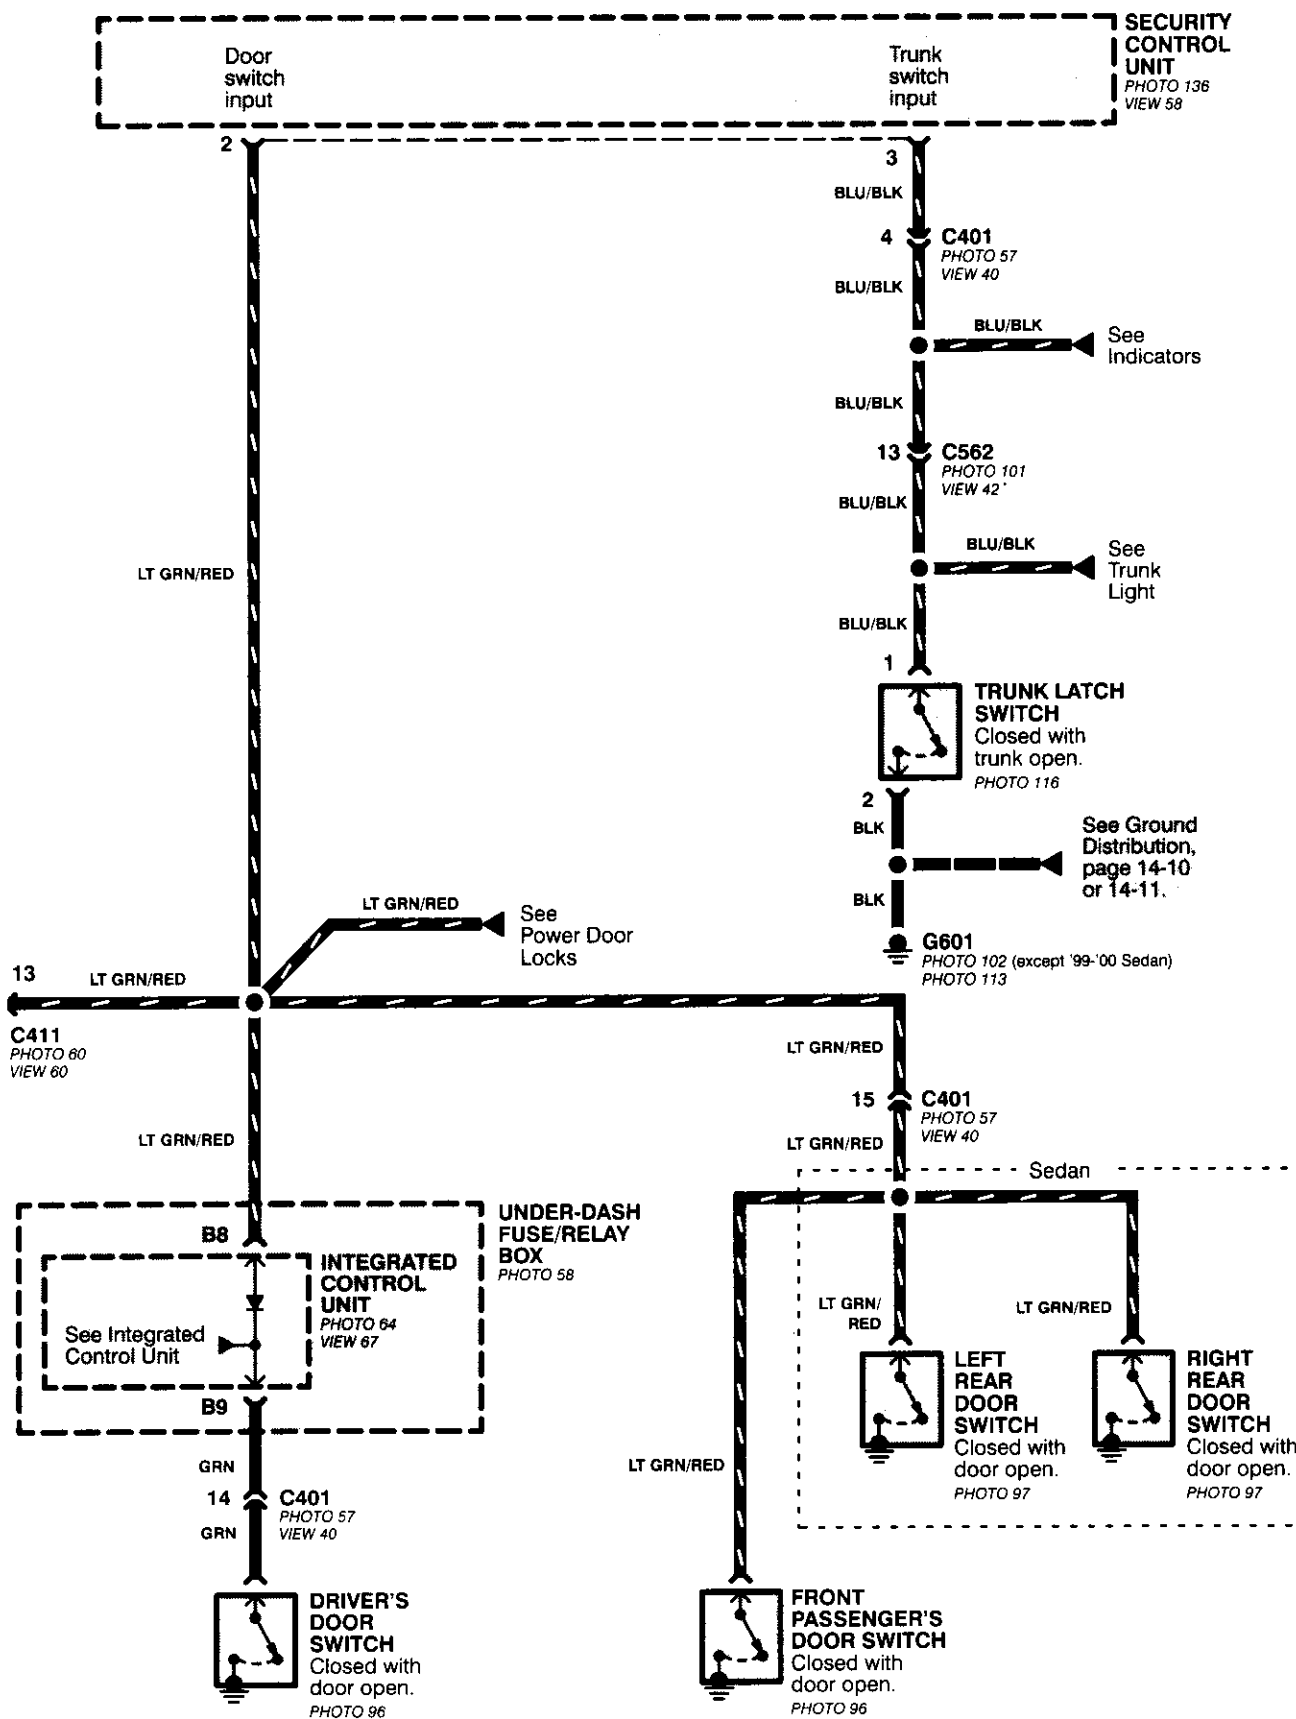 SECURITY
CONTROL
UNIT
PHOTO 136
VIEW 58
Door
switch
input
Trunk
switch
input
2
3
BLU/BLK
4
C401
PHOTO 57
VIEW 40
BLU/BLK
BLU/BLK
See
Indicators
BLU/BLK
13
C562
PHOTO 101
VIEW 42
BLU/BLK
BLU/BLK
See
Trunk
Light
LT GRN/RED
BLU/BLK
1
TRUNK LATCH
SWITCH
Closed with
trunk open.
PHOTO 116
2
BLK
See Ground
Distribution,
page 14-10
or 14-11.
BLK
G601
PHOTO 102 (except '99-'00 Sedan)
PHOTO 113
LT GRN/RED
See
Power Door
Locks
13
LT GRN/RED
C411
PHOTO 60
VIEW 60
LT GRN/RED
15
C401
PHOTO 57
VIEW 40
LT GRN/RED
LT GRN/RED
Sedan
UNDER-DASH
FUSE/RELAY
BOX
PHOTO 58
B8
INTEGRATED
CONTROL
UNIT
PHOTO 64
VIEW 67
See Integrated
Control Unit
B9
LT GRN/
RED
LT GRN/RED
LEFT
REAR
DOOR
SWITCH
Closed with
door open.
PHOTO 97
RIGHT
REAR
DOOR
SWITCH
Closed with
door open.
PHOTO 97
GRN
LT GRN/RED
14
C401
PHOTO 57
VIEW 40
GRN
DRIVER'S
DOOR
SWITCH
Closed with
door open.
PHOTO 96
FRONT
PASSENGER'S
DOOR SWITCH
Closed with
door open.
PHOTO 96